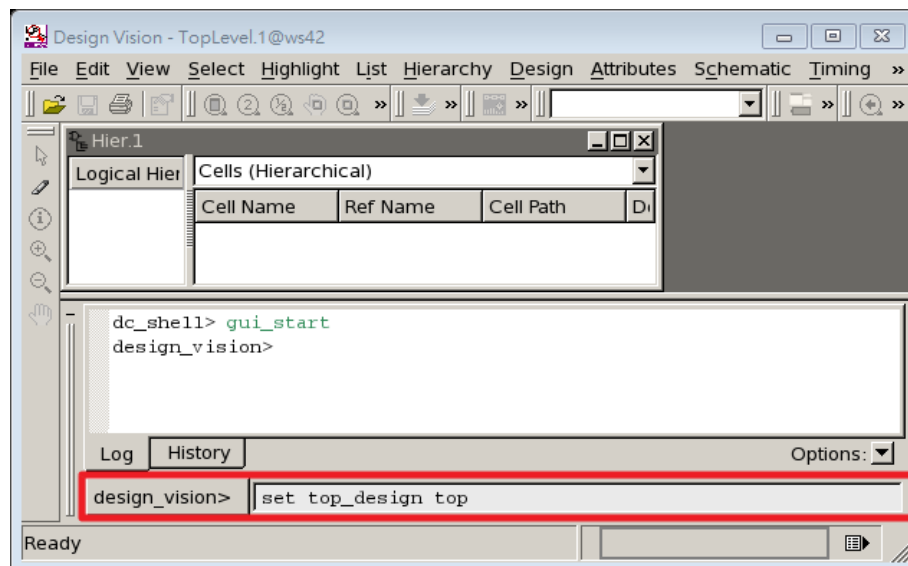 Design Vision - TopLevel.1@ws42
File Edit View Select Highlight List Hierarchy Design Attributes Schematic Timing »
» » » » »
Hier.1
Logical Hier Cells (Hierarchical)
Cell Name Ref Name Cell Path
dc_shell> gui_start
design_vision>
Log History Options:
design_vision> set top_design top
Ready